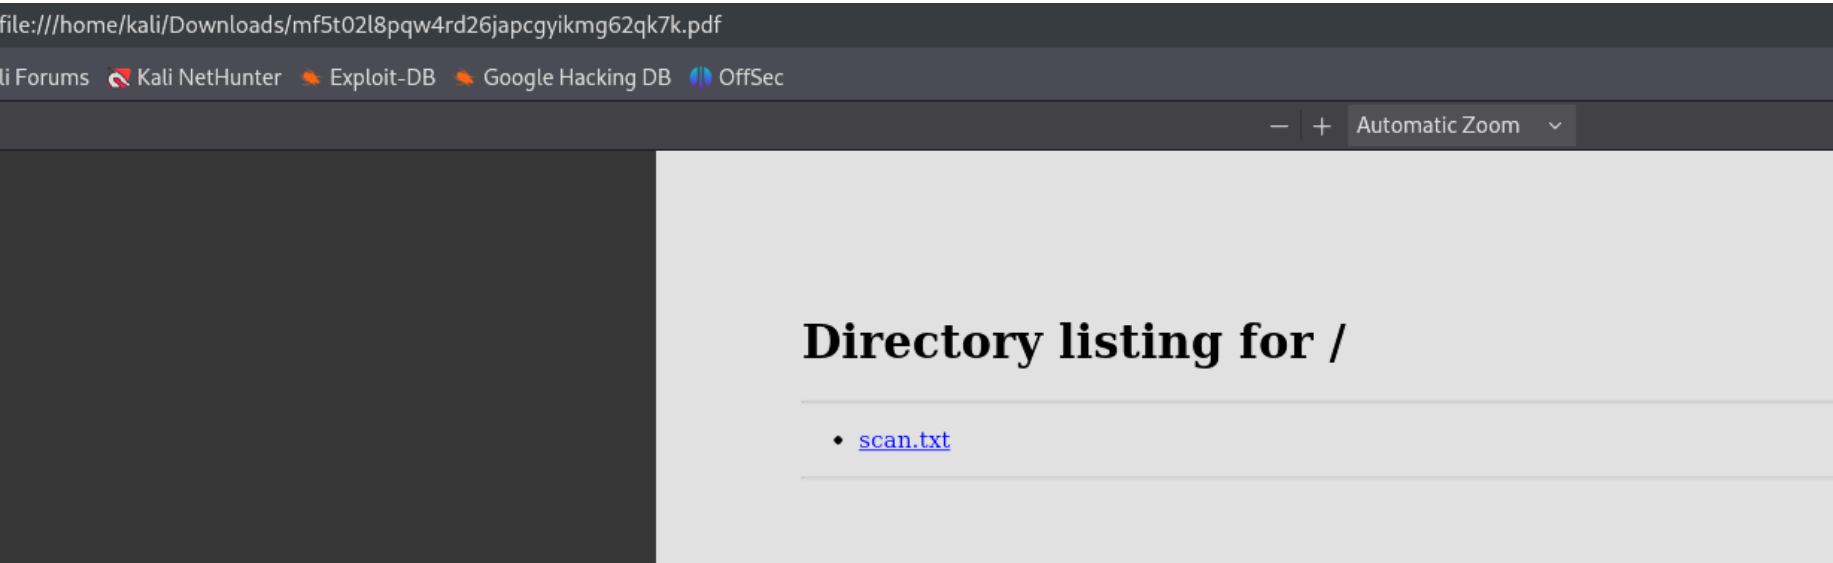 file:///home/kali/Downloads/mf5t02l8pqw4rd26japcgyikmg62qk7k.pdf
li Forums Kali NetHunter Exploit-DB Google Hacking DB OffSec
Automatic Zoom
Directory listing for /
scan.txt